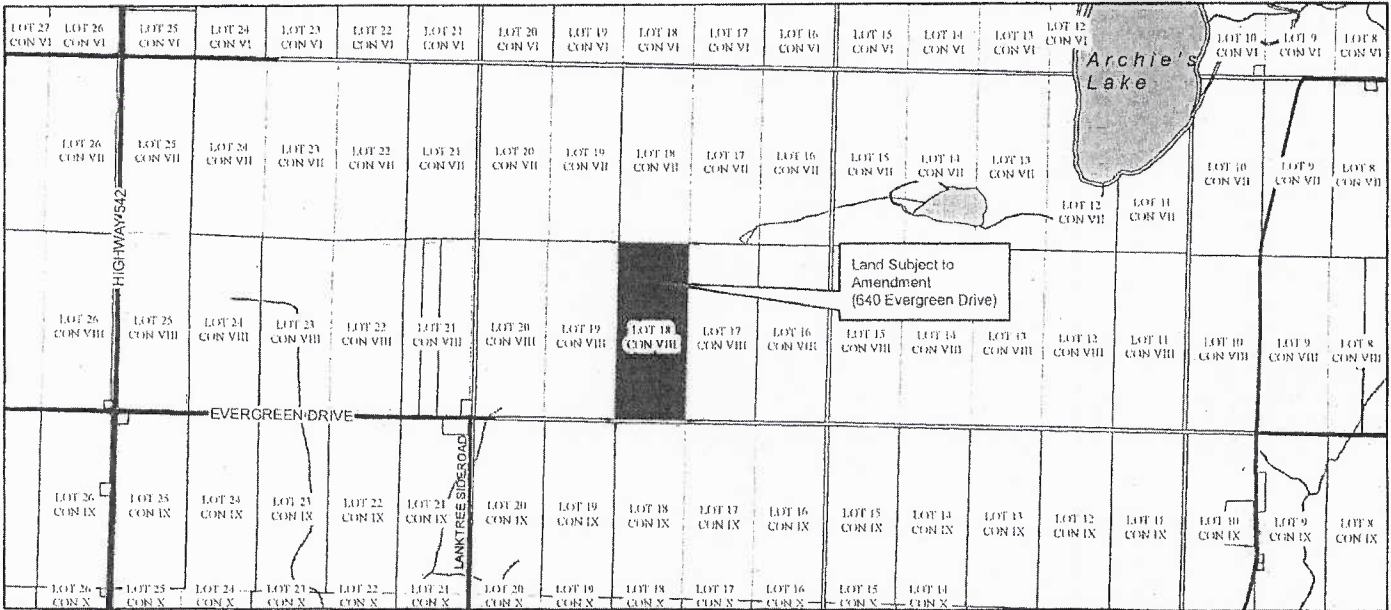 LOT 27 LOT 26 LOT 25 LOT 24 LOT 23 LOT 22 LOT 21 LOT 20 LOT 19 LOT 18 LOT 17 LOT 16 LOT 15 LOT 14 LOT 13 LOT 12 LOT 10 LOT 9 LOT 8
CON VI CON VI CON VI CON VI CON VI CON VI CON VI CON VI CON VI CON VI CON VI CON VI CON VI CON VI CON VI CON VI CON VI CON VI CON VI
Archie's
Lake
LOT 26 LOT 25 LOT 24 LOT 23 LOT 22 LOT 21 LOT 20 LOT 19 LOT 18 LOT 17 LOT 16 LOT 15 LOT 14 LOT 13 LOT 12 LOT 11 LOT 10 LOT 9 LOT 8
CON VII CON VII CON VII CON VII CON VII CON VII CON VII CON VII CON VII CON VII CON VII CON VII CON VII CON VII CON VII CON VII CON VII CON VII CON VII
HIGHWAY 542
Land Subject to
Amendment
(640 Evergreen Drive)
LOT 26 LOT 25 LOT 24 LOT 23 LOT 22 LOT 21 LOT 20 LOT 19 LOT 18 LOT 17 LOT 16 LOT 15 LOT 14 LOT 13 LOT 12 LOT 11 LOT 10 LOT 9 LOT 8
CON VIII CON VIII CON VIII CON VIII CON VIII CON VIII CON VIII CON VIII CON VIII CON VIII CON VIII CON VIII CON VIII CON VIII CON VIII CON VIII CON VIII CON VIII CON VIII
EVERGREEN DRIVE
LANKTREE SIDEROAD
LOT 26 LOT 25 LOT 24 LOT 23 LOT 22 LOT 21 LOT 20 LOT 19 LOT 18 LOT 17 LOT 16 LOT 15 LOT 14 LOT 13 LOT 12 LOT 11 LOT 10 LOT 9 LOT 8
CON IX CON IX CON IX CON IX CON IX CON IX CON IX CON IX CON IX CON IX CON IX CON IX CON IX CON IX CON IX CON IX CON IX CON IX CON IX
LOT 26 LOT 25 LOT 24 LOT 23 LOT 22 LOT 21 LOT 20 LOT 19 LOT 18 LOT 17 LOT 16 LOT 15 LOT 14
CON X CON X CON X CON X CON X CON X CON X CON X CON X CON X CON X CON X CON X